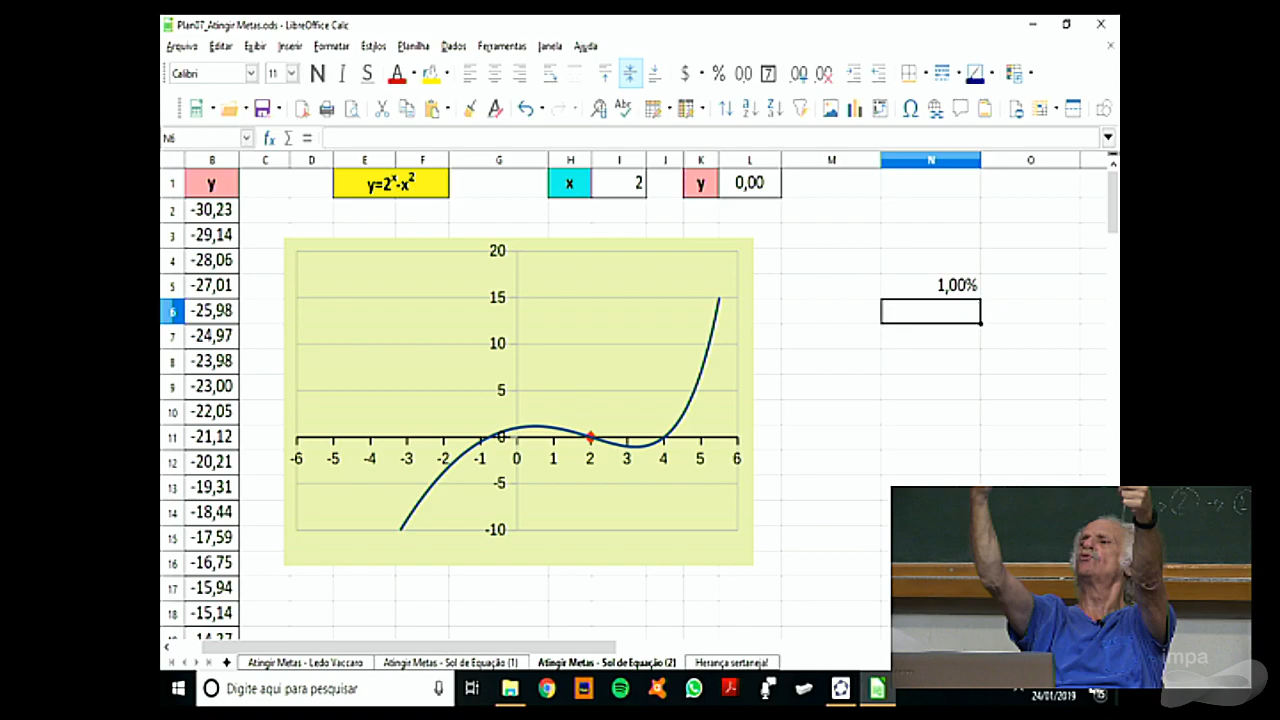 Plan07_Atingir Metas.ods - LibreOffice Calc
Arquivo Editar Exibir Inserir Formatar Estilos Planilha Dados Ferramentas Janela Ajuda
Calibri 11 N I S A $ % 00 7 00 00
Abc
N6 fx Σ =
B C D E F G H I J K L M N O
1 y y=2^x-x^2 x 2 y 0,00
2 -30,23
3 -29,14
4 -28,06
5 -27,01 1,00%
6 -25,98
7 -24,97
8 -23,98
9 -23,00
10 -22,05
11 -21,12
12 -20,21
13 -19,31
14 -18,44
15 -17,59
16 -16,75
17 -15,94
18 -15,14
20
15
10
5
0
-6 -5 -4 -3 -2 -1 0 1 2 3 4 5 6
-5
-10
Atingir Metas - Ledo Vaccaro Atingir Metas - Sol de Equação (1) Atingir Metas - Sol de Equação (2) Herança sertaneja!
Digite aqui para pesquisar
24/01/2019
impa